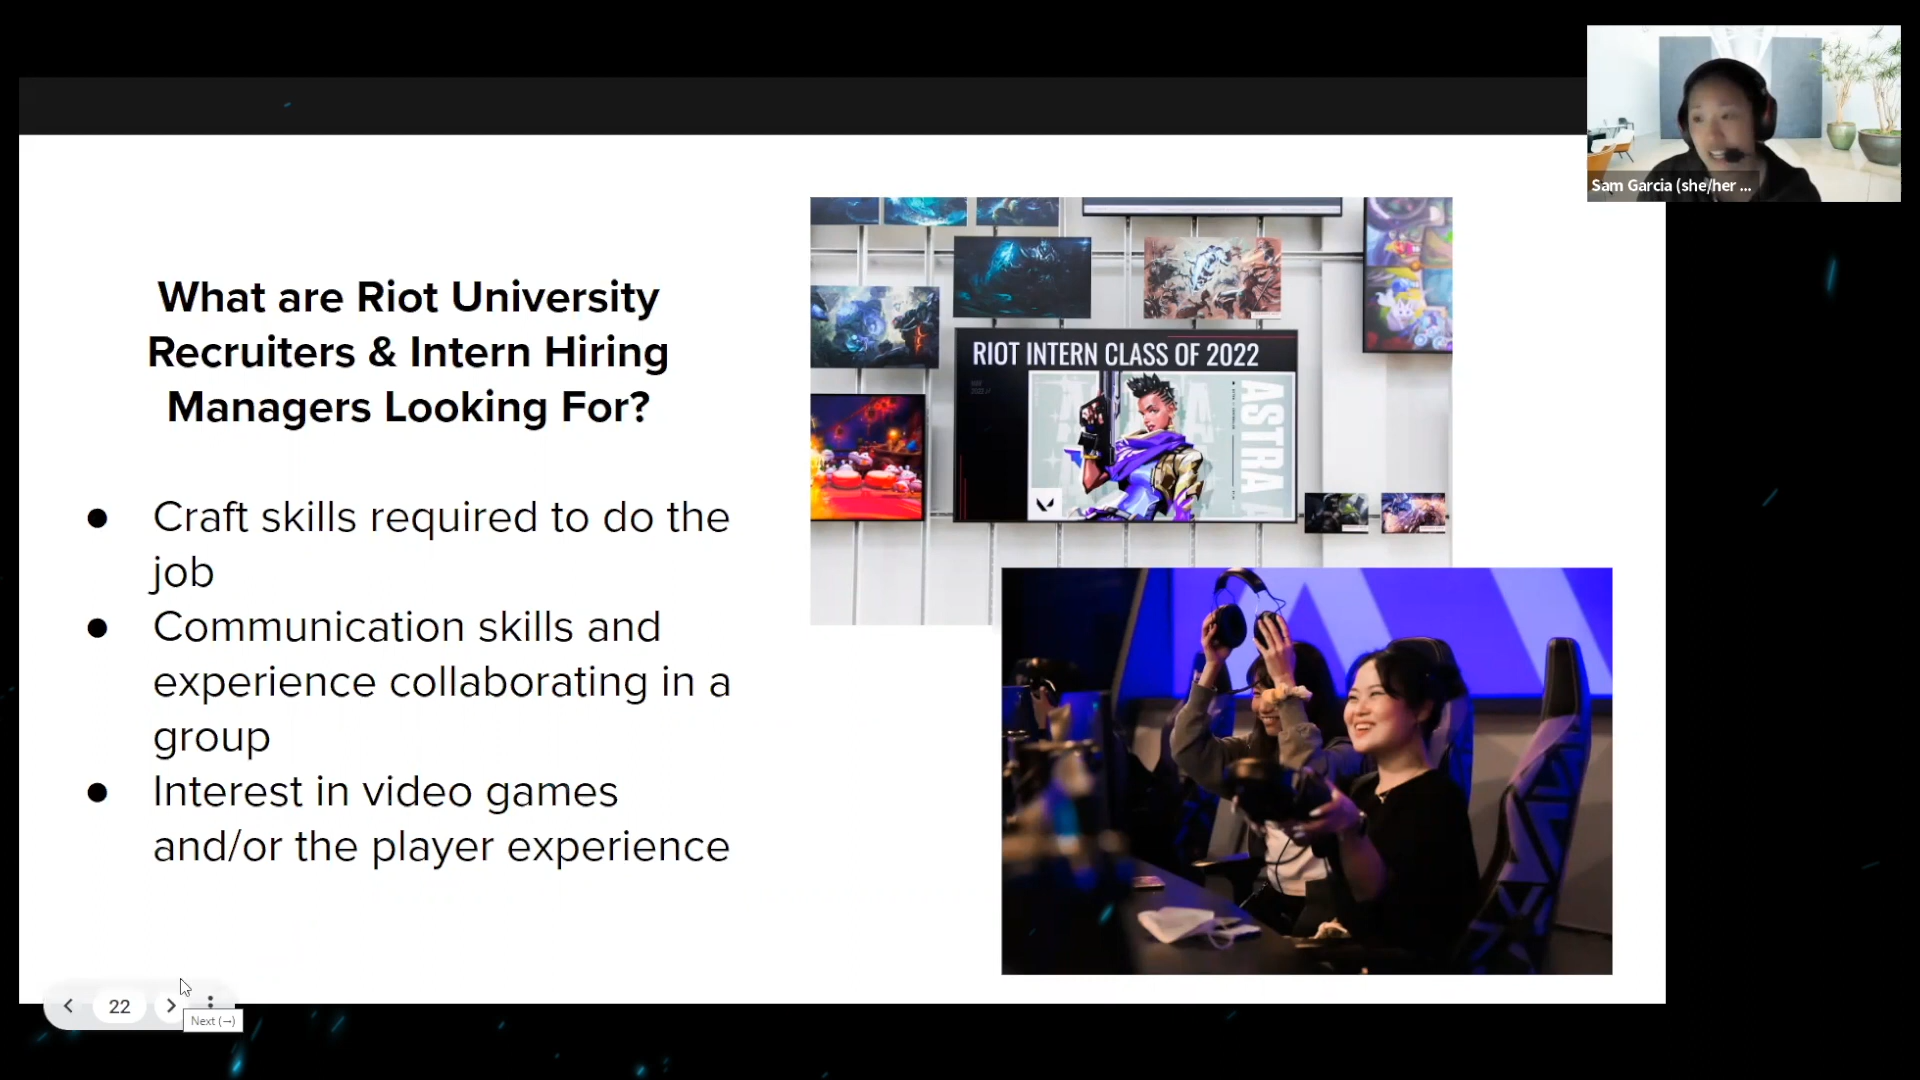 Sam Garcia (she/her ...
What are Riot University
Recruiters & Intern Hiring
Managers Looking For?
● Craft skills required to do the
job
● Communication skills and
experience collaborating in a
group
● Interest in video games
and/or the player experience
RIOT INTERN CLASS OF 2022
ASTRA
22
Next (→)